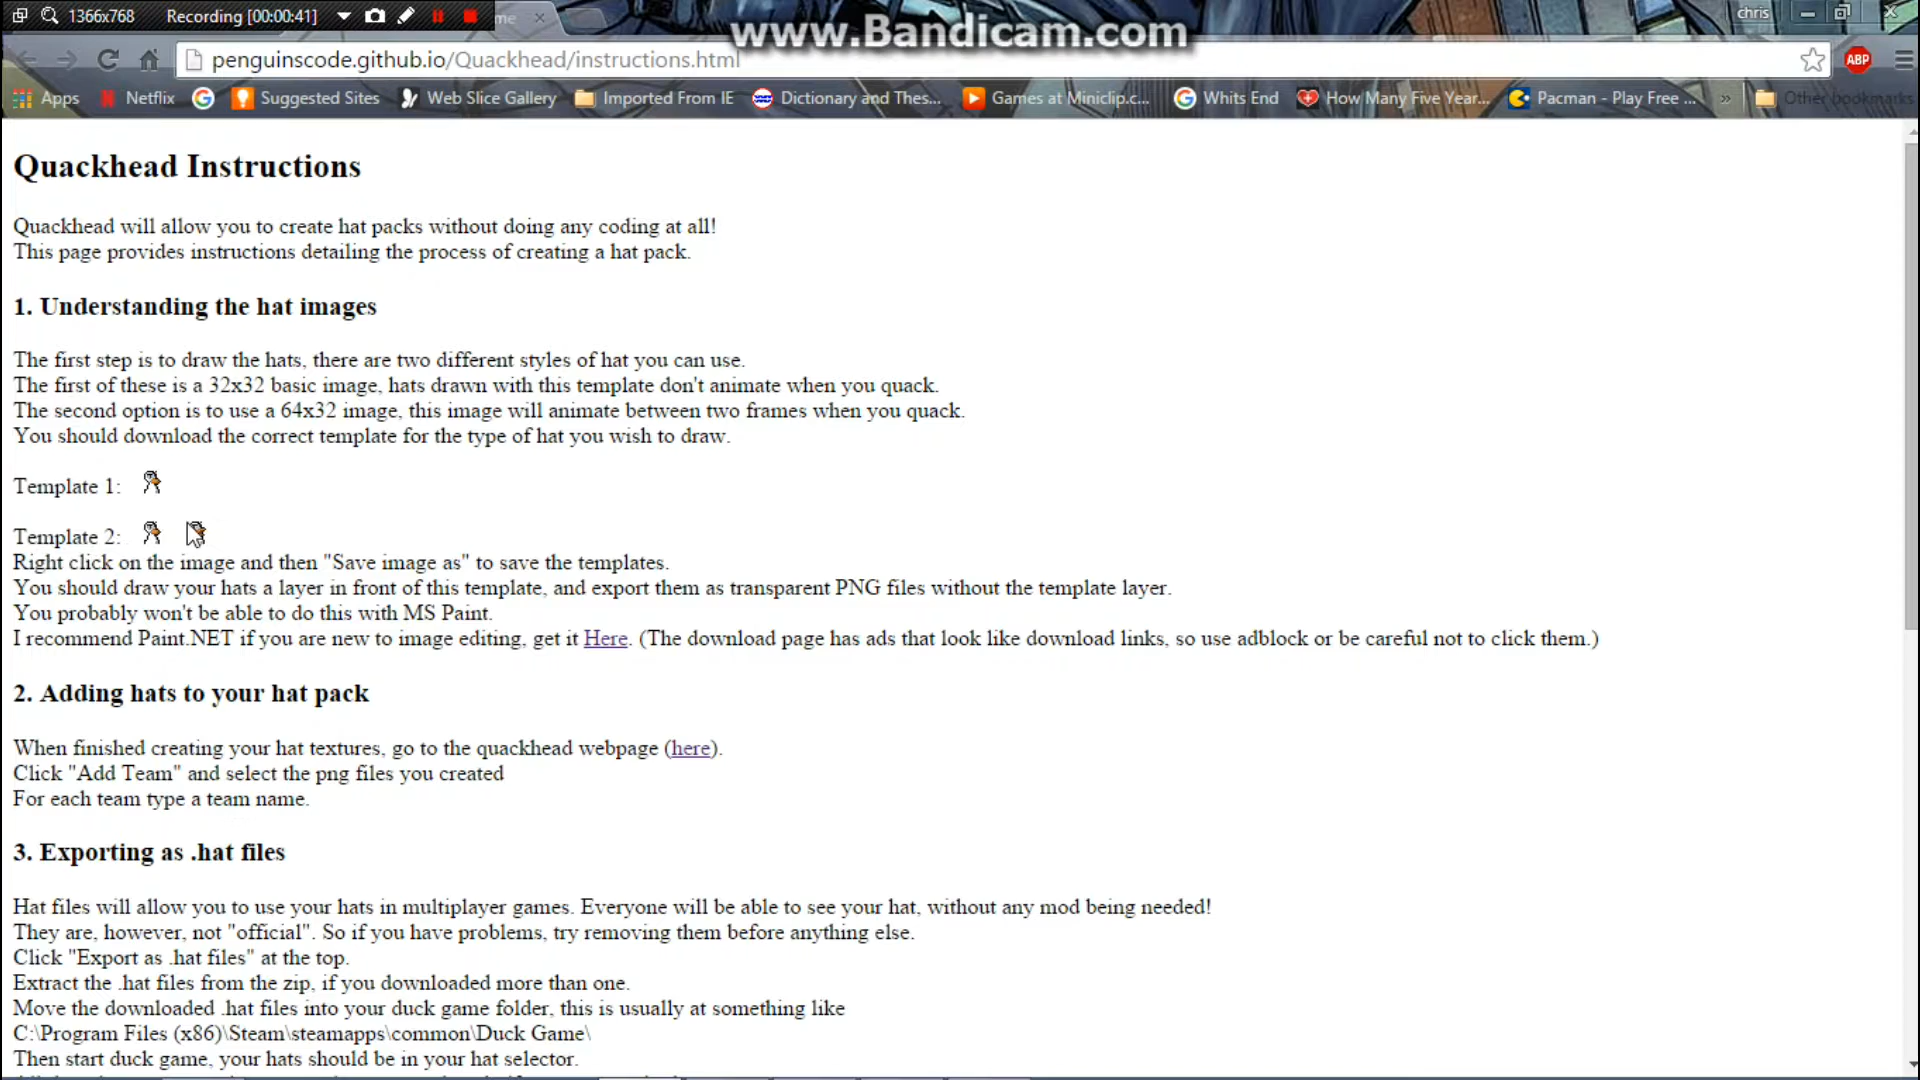 1366x768 Recording [00:00:41] me www.Bandicam.com chris
penguinscode.github.io/Quackhead/instructions.html ABP
Apps Netflix Suggested Sites Web Slice Gallery Imported From IE Dictionary and Thes... Games at Miniclip.c... Whits End How Many Five Year... Pacman - Play Free ... » Other bookmarks
Quackhead Instructions
Quackhead will allow you to create hat packs without doing any coding at all!
This page provides instructions detailing the process of creating a hat pack.
1. Understanding the hat images
The first step is to draw the hats, there are two different styles of hat you can use.
The first of these is a 32x32 basic image, hats drawn with this template don't animate when you quack.
The second option is to use a 64x32 image, this image will animate between two frames when you quack.
You should download the correct template for the type of hat you wish to draw.
Template 1:
Template 2:
Right click on the image and then "Save image as" to save the templates.
You should draw your hats a layer in front of this template, and export them as transparent PNG files without the template layer.
You probably won't be able to do this with MS Paint.
I recommend Paint.NET if you are new to image editing, get it Here. (The download page has ads that look like download links, so use adblock or be careful not to click them.)
2. Adding hats to your hat pack
When finished creating your hat textures, go to the quackhead webpage (here).
Click "Add Team" and select the png files you created
For each team type a team name.
3. Exporting as .hat files
Hat files will allow you to use your hats in multiplayer games. Everyone will be able to see your hat, without any mod being needed!
They are, however, not "official". So if you have problems, try removing them before anything else.
Click "Export as .hat files" at the top.
Extract the .hat files from the zip, if you downloaded more than one.
Move the downloaded .hat files into your duck game folder, this is usually at something like
C:\Program Files (x86)\Steam\steamapps\common\Duck Game\
Then start duck game, your hats should be in your hat selector.